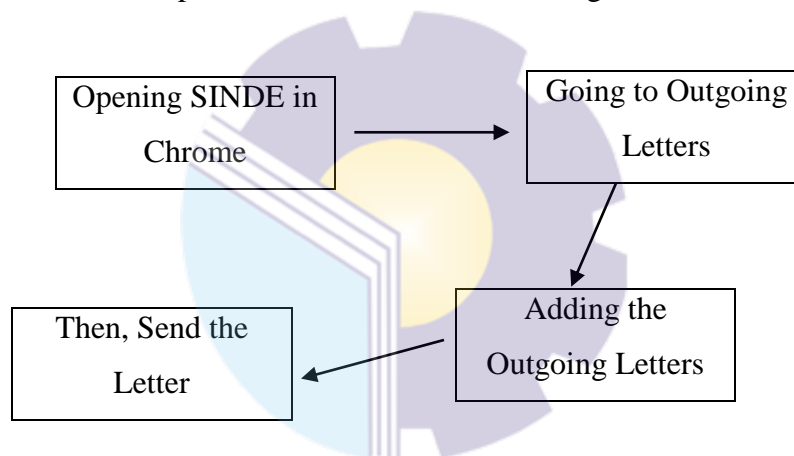 Opening SINDE in
Chrome
Going to Outgoing
Letters
Adding the
Outgoing Letters
Then, Send the
Letter